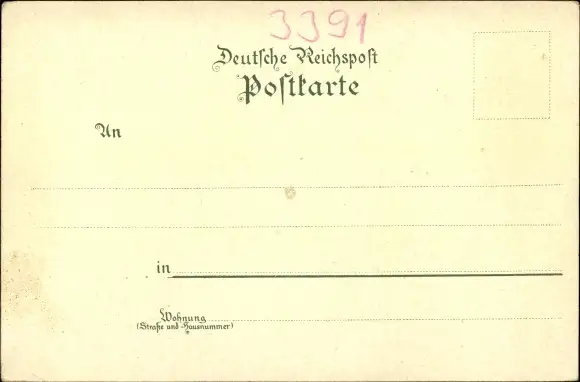 3391
Deutsche Reichspost
Postkarte
An
in
Wohnung
(Straße und Hausnummer)